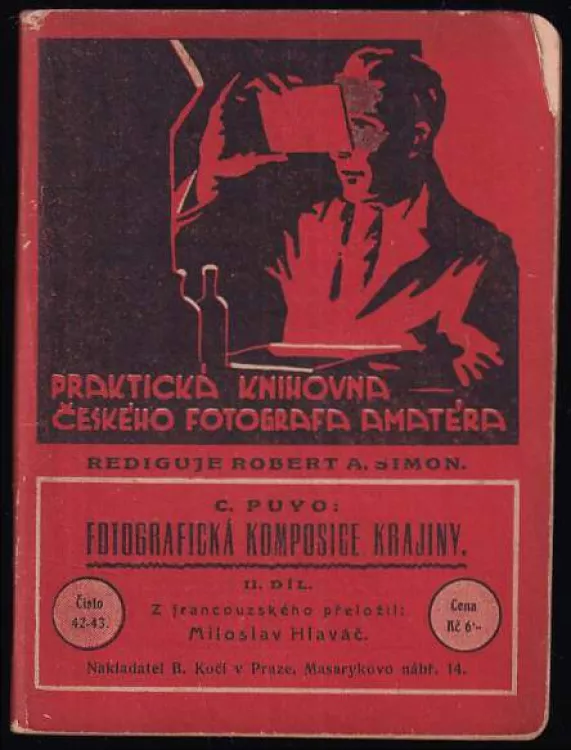 PRAKTICKÁ KNIHOVNA
ČESKÉHO FOTOGRAFA AMATÉRA
REDIGUJE ROBERT A. SIMON.
C. PUYO:
FOTOGRAFICKÁ KOMPOSICE KRAJINY.
II. DÍL.
Z francouzského přeložil:
Miloslav Hlaváč.
Číslo
42-43.
Cena
Kč 6·-
Nakladatel B. Kočí v Praze, Masarykovo nábř. 14.